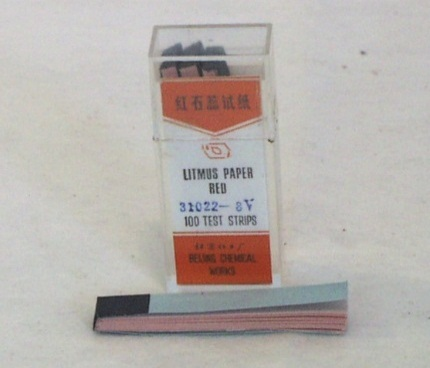 红石蕊试纸
LITMUS PAPER
RED
31022-8V
100 TEST STRIPS
BEIJING CHEMICAL
WORKS